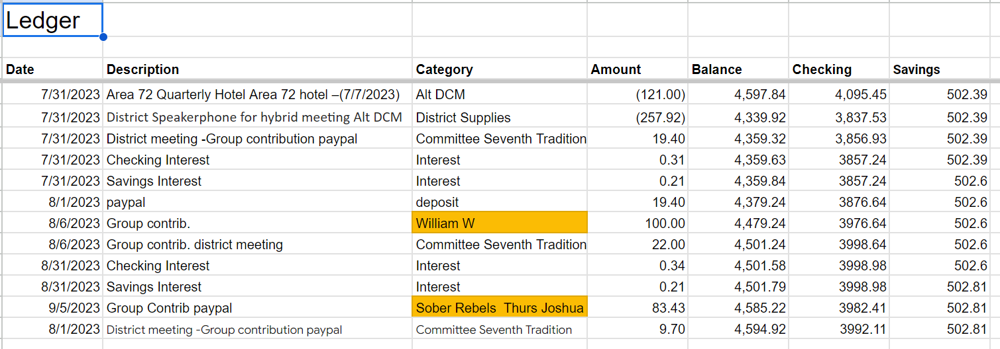 Ledger
Date Description Category Amount Balance Checking Savings
7/31/2023 Area 72 Quarterly Hotel Area 72 hotel –(7/7/2023) Alt DCM (121.00) 4,597.84 4,095.45 502.39
7/31/2023 District Speakerphone for hybrid meeting Alt DCM District Supplies (257.92) 4,339.92 3,837.53 502.39
7/31/2023 District meeting -Group contribution paypal Committee Seventh Tradition 19.40 4,359.32 3,856.93 502.39
7/31/2023 Checking Interest Interest 0.31 4,359.63 3857.24 502.39
7/31/2023 Savings Interest Interest 0.21 4,359.84 3857.24 502.6
8/1/2023 paypal deposit 19.40 4,379.24 3876.64 502.6
8/6/2023 Group contrib. William W 100.00 4,479.24 3976.64 502.6
8/6/2023 Group contrib. district meeting Committee Seventh Tradition 22.00 4,501.24 3998.64 502.6
8/31/2023 Checking Interest Interest 0.34 4,501.58 3998.98 502.6
8/31/2023 Savings Interest Interest 0.21 4,501.79 3998.98 502.81
9/5/2023 Group Contrib paypal Sober Rebels  Thurs Joshua 83.43 4,585.22 3982.41 502.81
8/1/2023 District meeting -Group contribution paypal Committee Seventh Tradition 9.70 4,594.92 3992.11 502.81